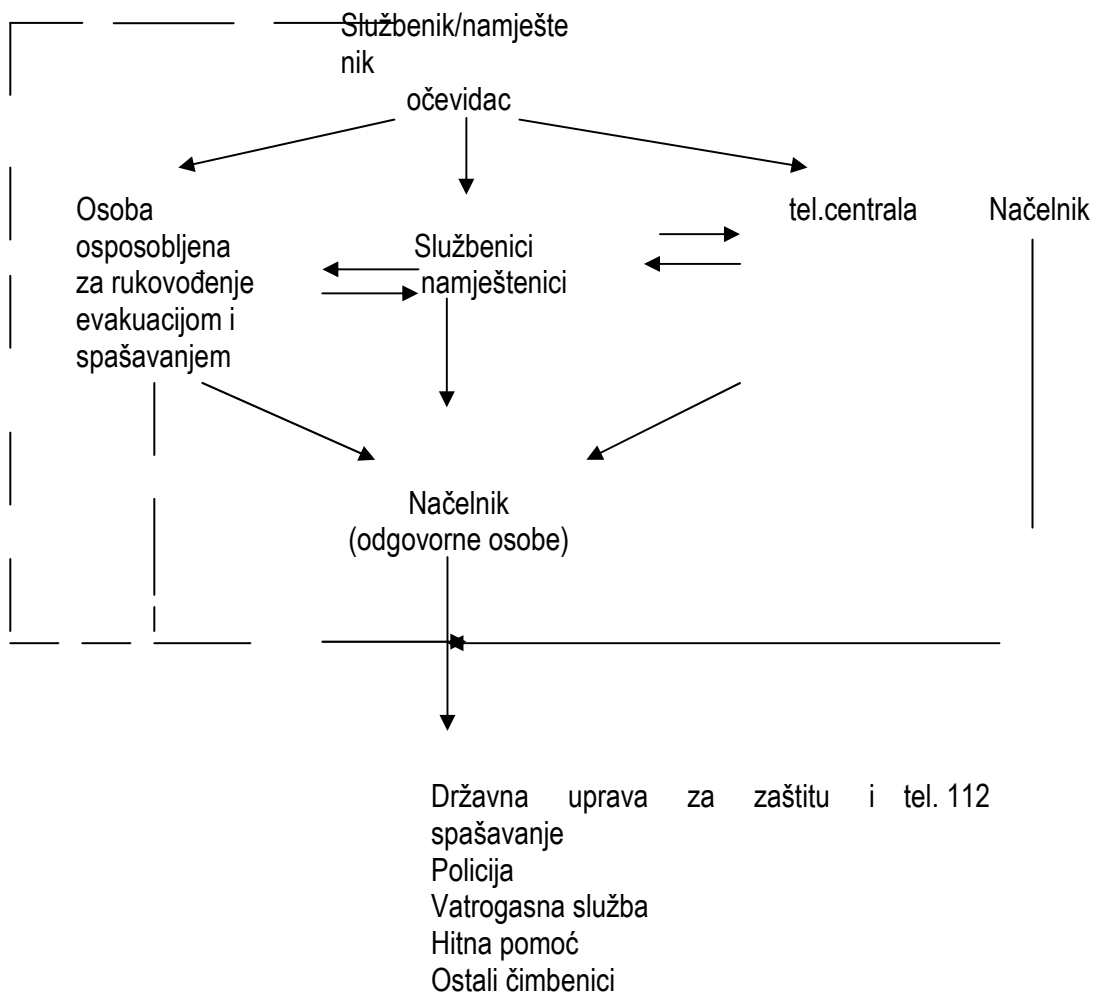 Službenik/namješte
nik
očevidac
Osoba
osposobljena
za rukovođenje
evakuacijom i
spašavanjem
Službenici
namještenici
tel.centrala
Načelnik
Načelnik
(odgovorne osobe)
Državna uprava za zaštitu i tel. 112
spašavanje
Policija
Vatrogasna služba
Hitna pomoć
Ostali čimbenici